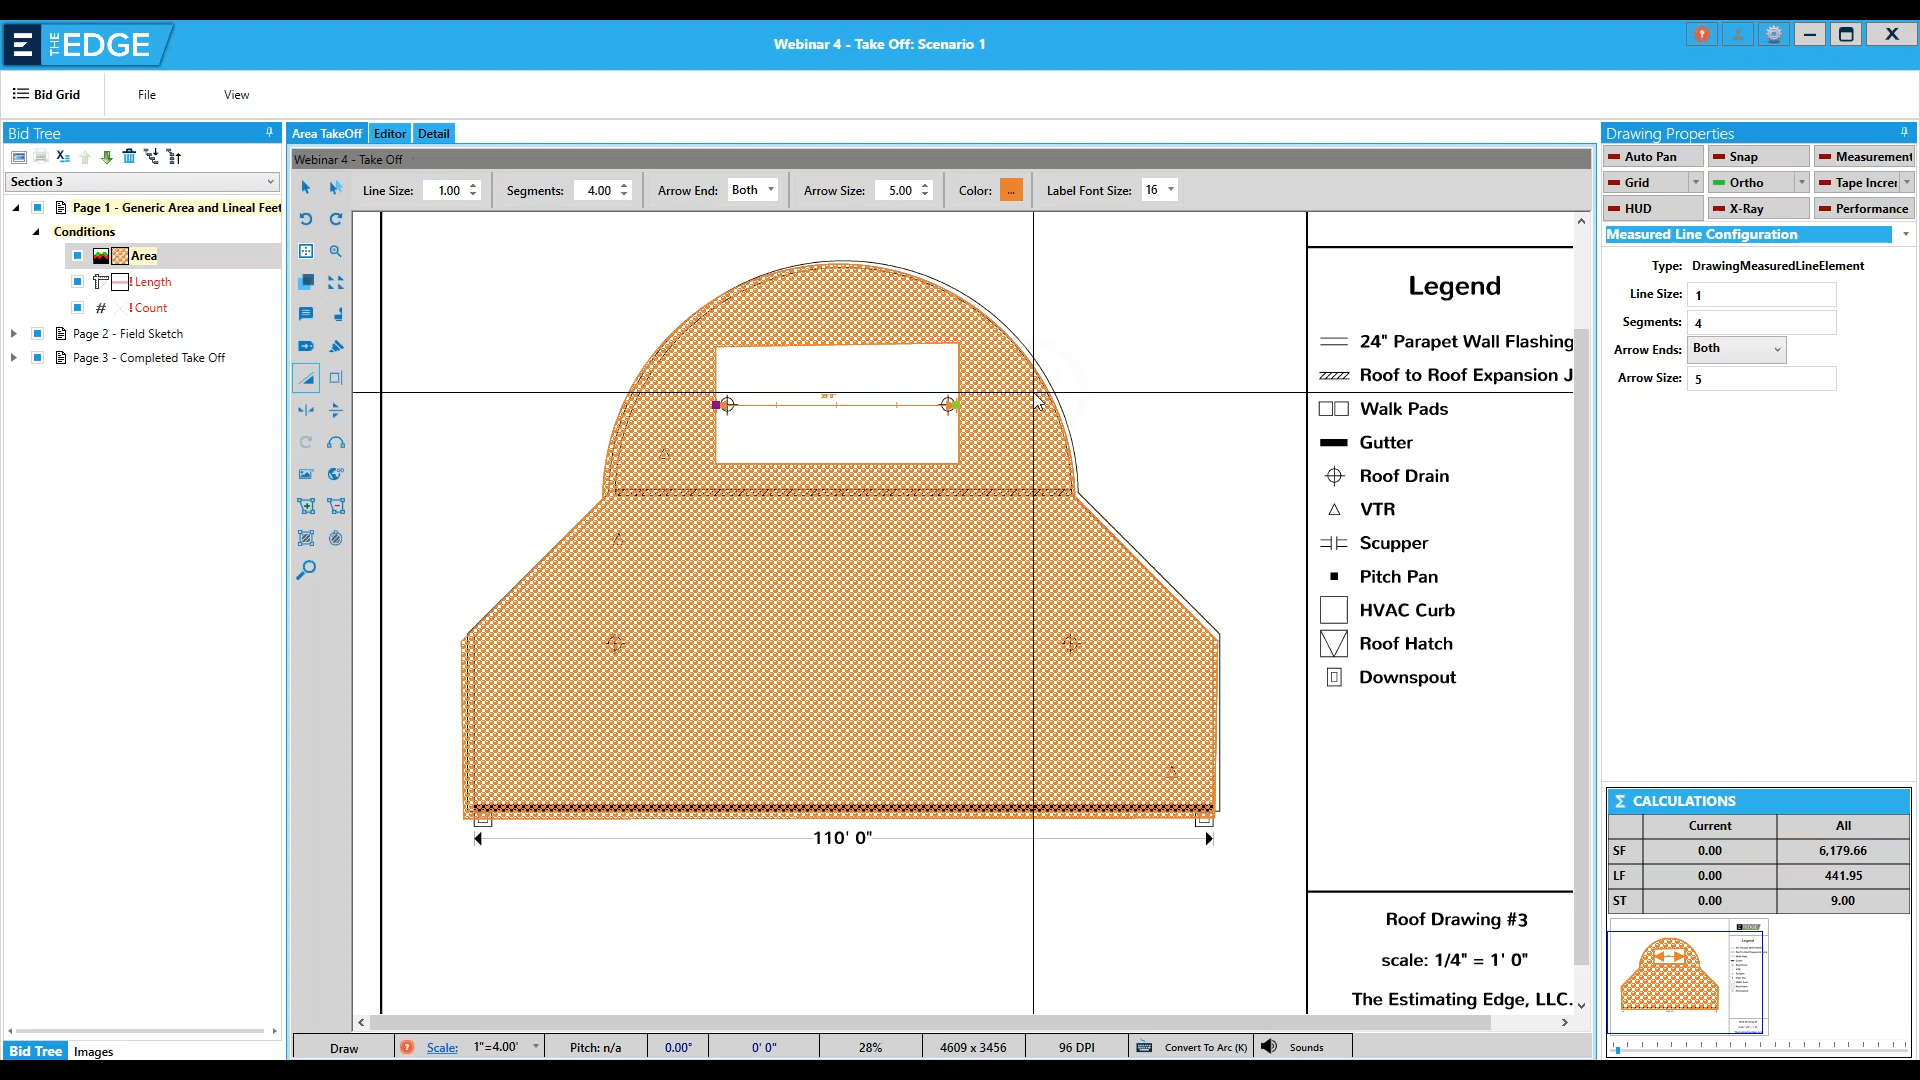 THE EDGE
Webinar 4 - Take Off: Scenario 1
Bid Grid File View
Bid Tree
Section 3
Page 1 - Generic Area and Lineal Feet
Conditions
Area
! Length
# ! Count
Page 2 - Field Sketch
Page 3 - Completed Take Off
Bid Tree Images
Area TakeOff Editor Detail
Webinar 4 - Take Off
Line Size: 1.00 Segments: 4.00 Arrow End: Both Arrow Size: 5.00 Color: ... Label Font Size: 16
110' 0"
Legend
24" Parapet Wall Flashing
Roof to Roof Expansion J
Walk Pads
Gutter
Roof Drain
VTR
Scupper
Pitch Pan
HVAC Curb
Roof Hatch
Downspout
Roof Drawing #3
scale: 1/4" = 1' 0"
The Estimating Edge, LLC.
Draw Scale: 1"=4.00' Pitch: n/a 0.00° 0' 0" 28% 4609 x 3456 96 DPI Convert To Arc (K) Sounds
Drawing Properties
Auto Pan Snap Measurement
Grid Ortho Tape Increr
HUD X-Ray Performance
Measured Line Configuration
Type: DrawingMeasuredLineElement
Line Size: 1
Segments: 4
Arrow Ends: Both
Arrow Size: 5
Σ CALCULATIONS
Current All
SF 0.00 6,179.66
LF 0.00 441.95
ST 0.00 9.00